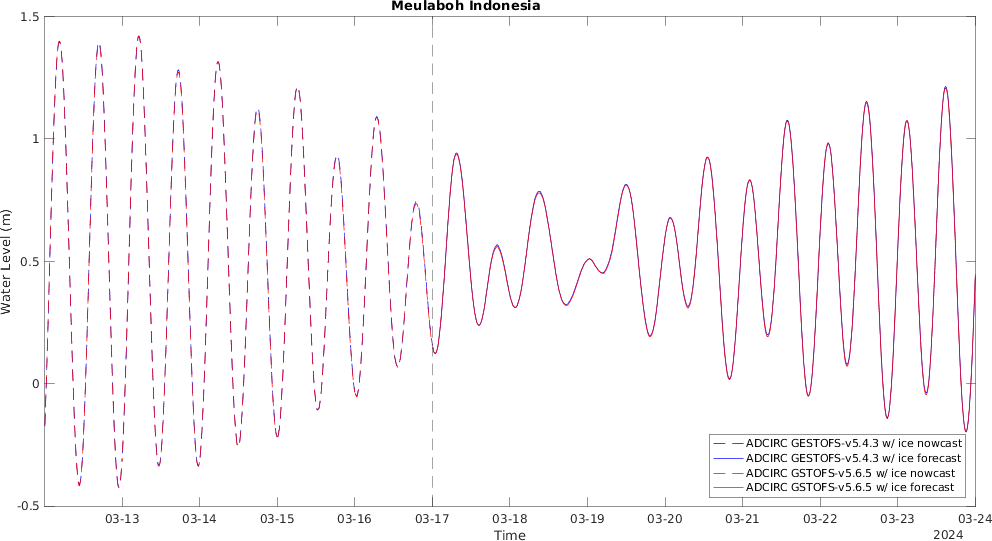 Meulaboh Indonesia
1.5
1
0.5
0
-0.5
Water Level (m)
ADCIRC GESTOFS-v5.4.3 w/ ice nowcast
ADCIRC GESTOFS-v5.4.3 w/ ice forecast
ADCIRC GSTOFS-v5.6.5 w/ ice nowcast
ADCIRC GSTOFS-v5.6.5 w/ ice forecast
03-13 03-14 03-15 03-16 03-17 03-18 03-19 03-20 03-21 03-22 03-23 03-24
Time
2024